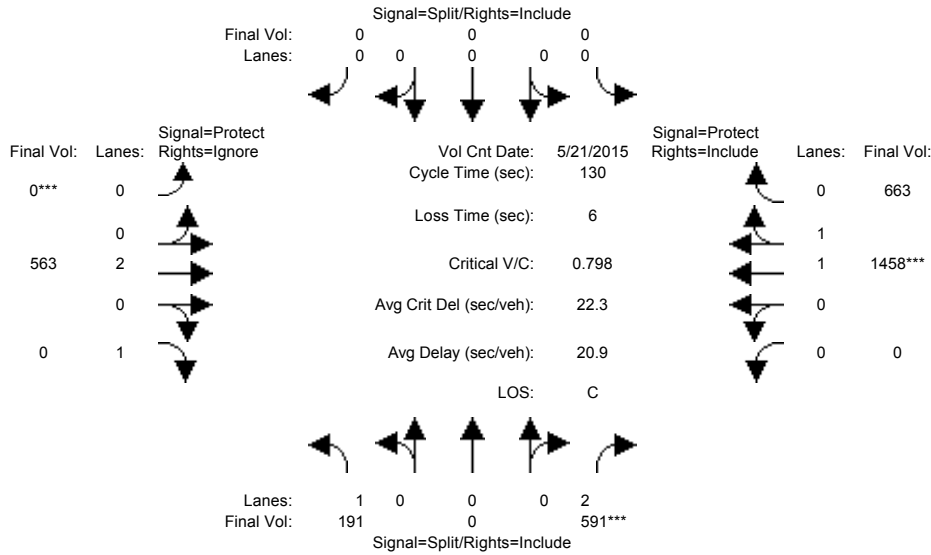 Signal=Split/Rights=Include
Final Vol: 0 0 0
Lanes: 0 0 0 0 0
Signal=Protect Signal=Protect
Final Vol: Lanes: Rights=Ignore Vol Cnt Date: 5/21/2015 Rights=Include Lanes: Final Vol:
Cycle Time (sec): 130
0*** 0 0 663
Loss Time (sec): 6
0 1
563 2 Critical V/C: 0.798 1 1458***
0 Avg Crit Del (sec/veh): 22.3 0
0 1 Avg Delay (sec/veh): 20.9 0 0
LOS: C
Lanes: 1 0 0 0 2
Final Vol: 191 0 591***
Signal=Split/Rights=Include